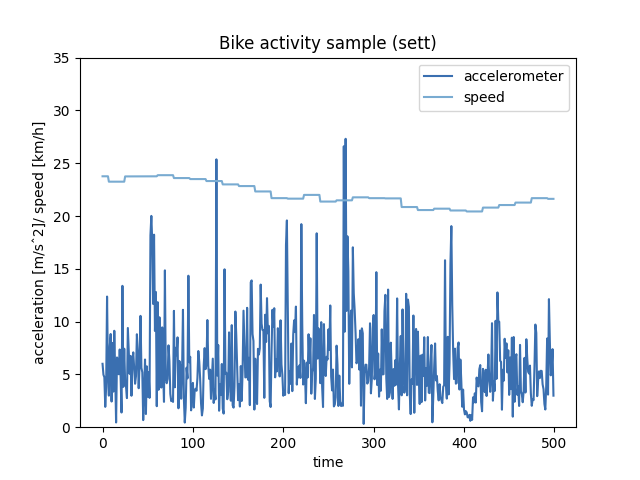 Bike activity sample (sett)
accelerometer
speed
acceleration [m/s^2]/ speed [km/h]
35
30
25
20
15
10
5
0
0 100 200 300 400 500
time